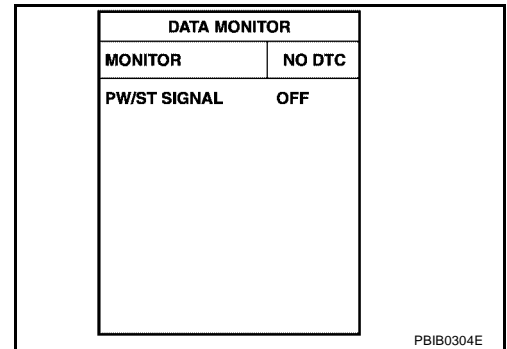 DATA MONITOR
MONITOR NO DTC
PW/ST SIGNAL OFF
PBIB0304E